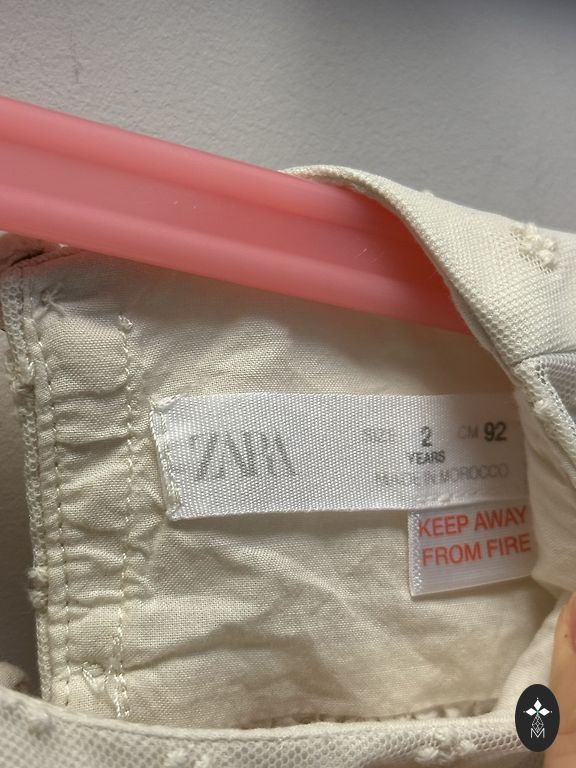 ZARA
SIZE 2 YEARS CM 92
MADE IN MOROCCO
KEEP AWAY
FROM FIRE
M